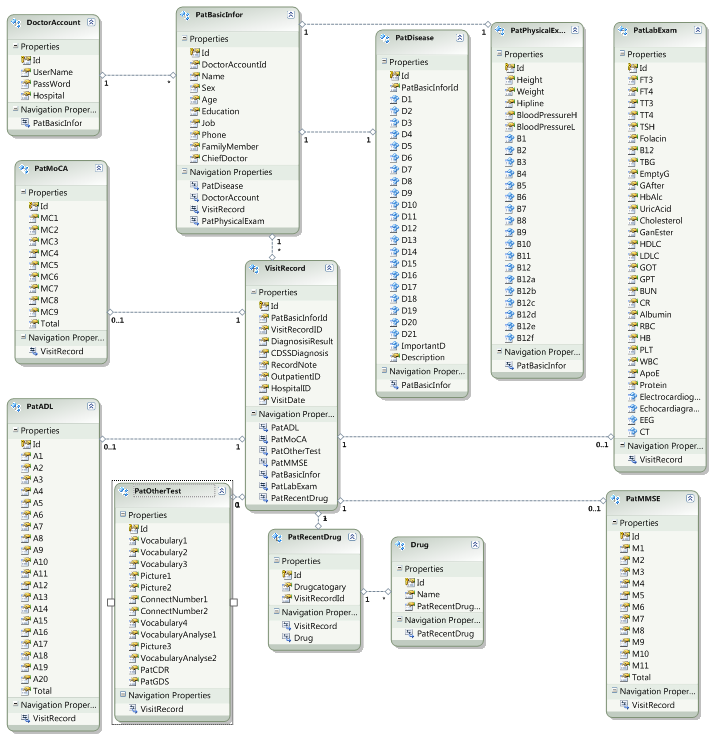 DoctorAccount
Properties
Id
UserName
PassWord
Hospital
Navigation Proper...
PatBasicInfor
1
*
PatBasicInfor
Properties
Id
DoctorAccountId
Name
Sex
Age
Education
Job
Phone
FamilyMember
ChiefDoctor
Navigation Properties
PatDisease
DoctorAccount
VisitRecord
PatPhysicalExam
1
1
1
1
1
*
PatDisease
Properties
Id
PatBasicInforId
D1
D2
D3
D4
D5
D6
D7
D8
D9
D10
D11
D12
D13
D14
D15
D16
D17
D18
D19
D20
D21
ImportantD
Description
Navigation Proper...
PatBasicInfor
PatPhysicalEx...
Properties
Id
Height
Weight
Hipline
BloodPressureH
BloodPressureL
B1
B2
B3
B4
B5
B6
B7
B8
B9
B10
B11
B12
B12a
B12b
B12c
B12d
B12e
B12f
Navigation Proper...
PatBasicInfor
PatLabExam
Properties
Id
FT3
FT4
TT3
TT4
TSH
Folacin
B12
TBG
EmptyG
GAfter
HbAlc
UricAcid
Cholesterol
GanEster
HDLC
LDLC
GOT
GPT
BUN
CR
Albumin
RBC
HB
PLT
WBC
ApoE
Protein
Electrocardiog...
Echocardiagra...
EEG
CT
Navigation Proper...
VisitRecord
PatMoCA
Properties
Id
MC1
MC2
MC3
MC4
MC5
MC6
MC7
MC8
MC9
Total
Navigation Proper...
VisitRecord
0..1
1
VisitRecord
Properties
Id
PatBasicInforId
VisitRecordID
DiagnosisiResult
CDSSDiagnosis
RecordNote
OutpatientID
HospitalID
VisitDate
Navigation Proper...
PatADL
PatMoCA
PatOtherTest
PatMMSE
PatBasicInfor
PatLabExam
PatRecentDrug
1
0..1
1
0..1
PatADL
Properties
Id
A1
A2
A3
A4
A5
A6
A7
A8
A9
A10
A11
A12
A13
A14
A15
A16
A17
A18
A19
A20
Total
Navigation Proper...
VisitRecord
0..1
1
PatOtherTest
Properties
Id
Vocabulary1
Vocabulary2
Vocabulary3
Picture1
Picture2
ConnectNumber1
ConnectNumber2
Vocabulary4
VocabularyAnalyse1
Picture3
VocabularyAnalyse2
PatCDR
PatGDS
Navigation Properties
VisitRecord
PatRecentDrug
Properties
Id
Drugcatogary
VisitRecordId
Navigation Proper...
VisitRecord
Drug
1
*
Drug
Properties
Id
Name
PatRecentDrug...
Navigation Proper...
PatRecentDrug
PatMMSE
Properties
Id
M1
M2
M3
M4
M5
M6
M7
M8
M9
M10
M11
Total
Navigation Proper...
VisitRecord